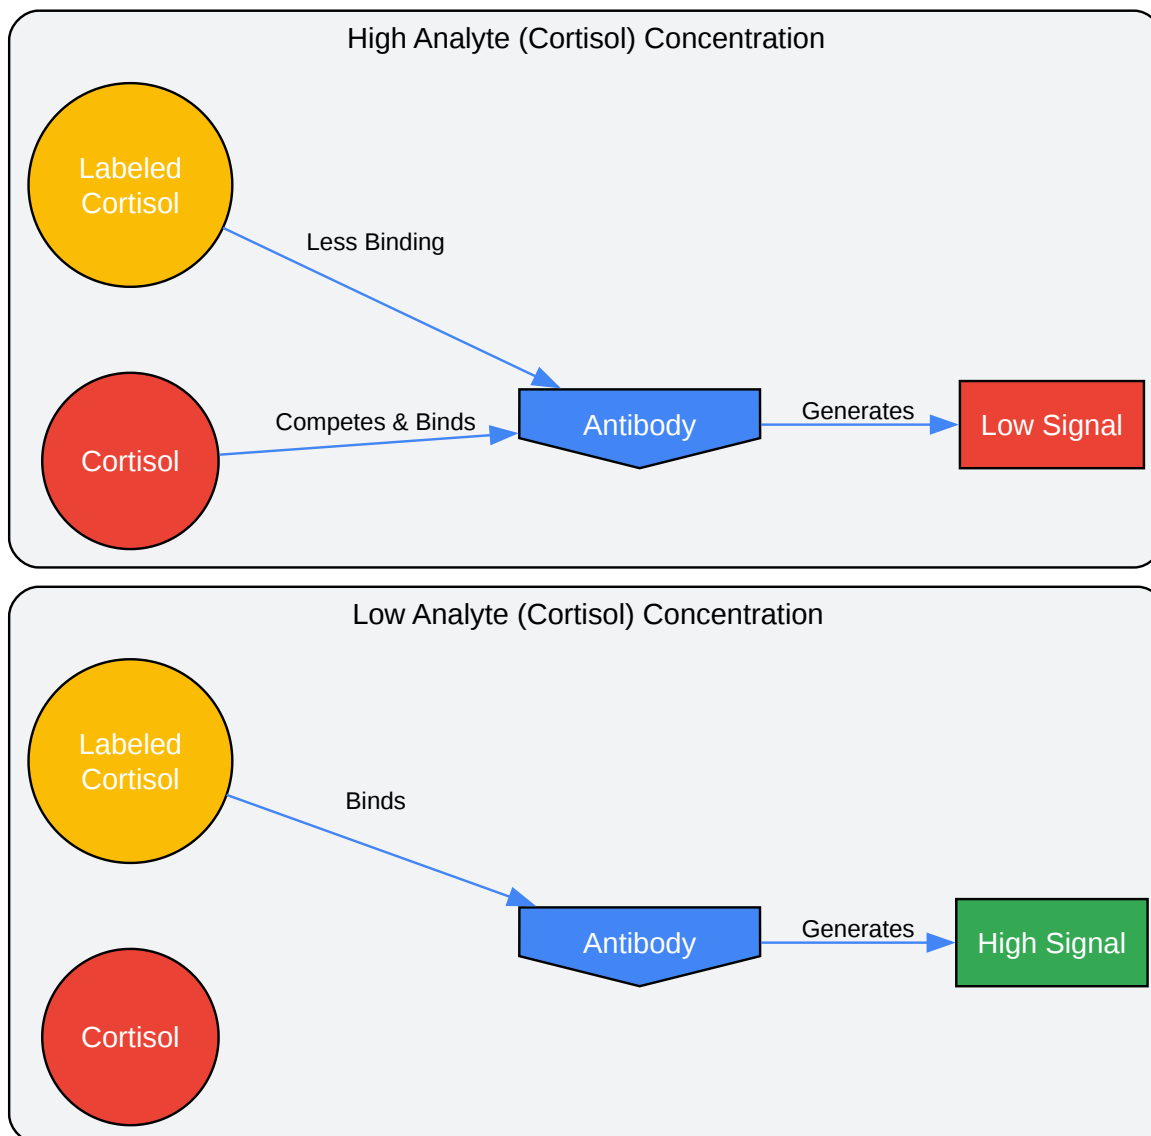 High Analyte (Cortisol) Concentration
Labeled
Cortisol
Less Binding
Cortisol
Competes & Binds
Antibody
Generates
Low Signal
Low Analyte (Cortisol) Concentration
Labeled
Cortisol
Binds
Antibody
Generates
High Signal
Cortisol